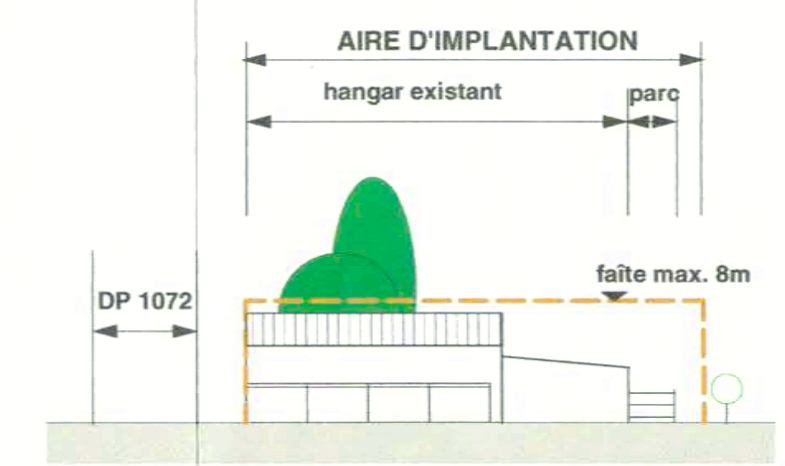 AIRE D'IMPLANTATION
hangar existant
parc
faîte max. 8m
DP 1072